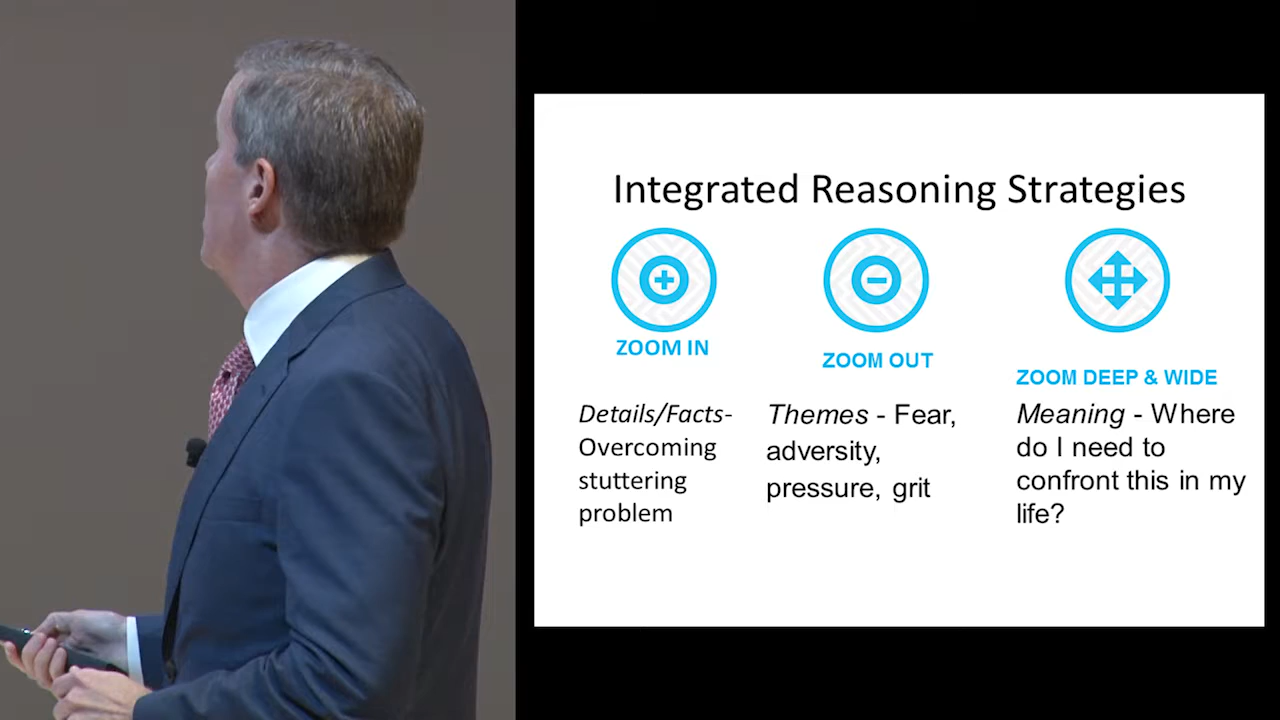 Integrated Reasoning Strategies
ZOOM IN
Details/Facts-
Overcoming
stuttering
problem
ZOOM OUT
Themes - Fear,
adversity,
pressure, grit
ZOOM DEEP & WIDE
Meaning - Where
do I need to
confront this in my
life?